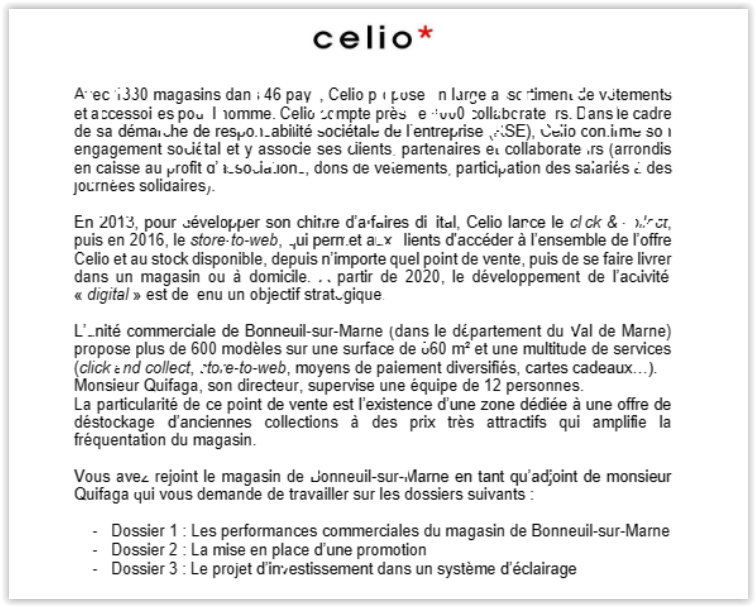 celio*
Avec 1330 magasins dans 46 pays, Celio propose un large assortiment de vêtements
et accessoires pour l'homme. Celio compte près de collaborateurs. Dans le cadre
de sa démarche de responsabilité sociétale de l'entreprise (RSE), Celio confirme son
engagement sociétal et y associe ses clients, partenaires et collaborateurs (arrondis
en caisse au profit d'associations, dons de vêtements, participation des salariés à des
journées solidaires).
En 2013, pour développer son chiffre d'affaires digital, Celio lance le click & collect,
puis en 2016, le store-to-web, qui permet aux clients d'accéder à l'ensemble de l'offre
Celio et au stock disponible, depuis n'importe quel point de vente, puis de se faire livrer
dans un magasin ou à domicile. A partir de 2020, le développement de l'activité
« digital » est devenu un objectif stratégique.
L'unité commerciale de Bonneuil-sur-Marne (dans le département du Val de Marne)
propose plus de 600 modèles sur une surface de m² et une multitude de services
(click and collect, store-to-web, moyens de paiement diversifiés, cartes cadeaux…).
Monsieur Quifaga, son directeur, supervise une équipe de 12 personnes.
La particularité de ce point de vente est l'existence d'une zone dédiée à une offre de
déstockage d'anciennes collections à des prix très attractifs qui amplifie la
fréquentation du magasin.
Vous avez rejoint le magasin de Bonneuil-sur-Marne en tant qu'adjoint de monsieur
Quifaga qui vous demande de travailler sur les dossiers suivants :
- Dossier 1 : Les performances commerciales du magasin de Bonneuil-sur-Marne
- Dossier 2 : La mise en place d'une promotion
- Dossier 3 : Le projet d'investissement dans un système d'éclairage